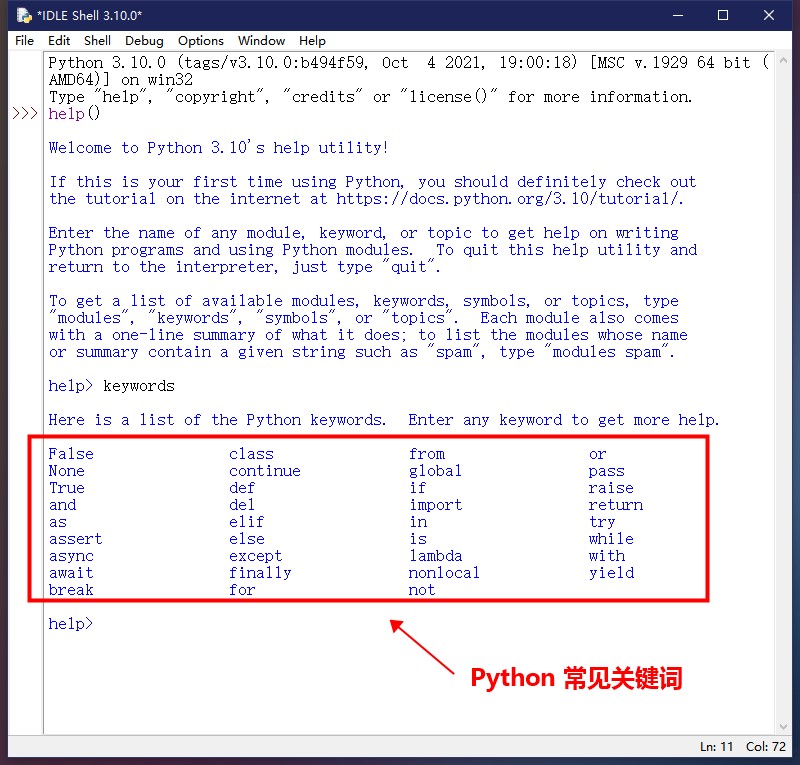 *IDLE Shell 3.10.0*
File Edit Shell Debug Options Window Help
Python 3.10.0 (tags/v3.10.0:b494f59, Oct  4 2021, 19:00:18) [MSC v.1929 64 bit (
AMD64)] on win32
Type "help", "copyright", "credits" or "license()" for more information.
>>> help()
Welcome to Python 3.10's help utility!
If this is your first time using Python, you should definitely check out
the tutorial on the internet at https://docs.python.org/3.10/tutorial/.
Enter the name of any module, keyword, or topic to get help on writing
Python programs and using Python modules.  To quit this help utility and
return to the interpreter, just type "quit".
To get a list of available modules, keywords, symbols, or topics, type
"modules", "keywords", "symbols", or "topics".  Each module also comes
with a one-line summary of what it does; to list the modules whose name
or summary contain a given string such as "spam", type "modules spam".
help> keywords
Here is a list of the Python keywords.  Enter any keyword to get more help.
False class from or
None continue global pass
True def if raise
and del import return
as elif in try
assert else is while
async except lambda with
await finally nonlocal yield
break for not
help>
Python 常见关键词
Ln: 11 Col: 72